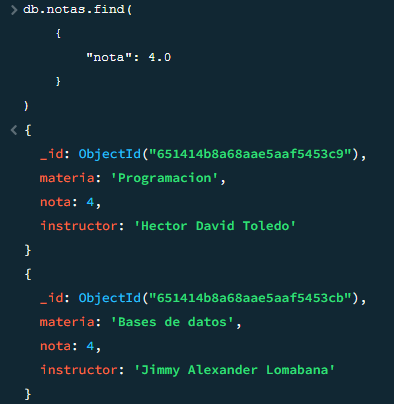 > db.notas.find(
{
"nota": 4.0
}
)
< {
_id: ObjectId("651414b8a68aae5aaf5453c9"),
materia: 'Programacion',
nota: 4,
instructor: 'Hector David Toledo'
}
{
_id: ObjectId("651414b8a68aae5aaf5453cb"),
materia: 'Bases de datos',
nota: 4,
instructor: 'Jimmy Alexander Lomabana'
}